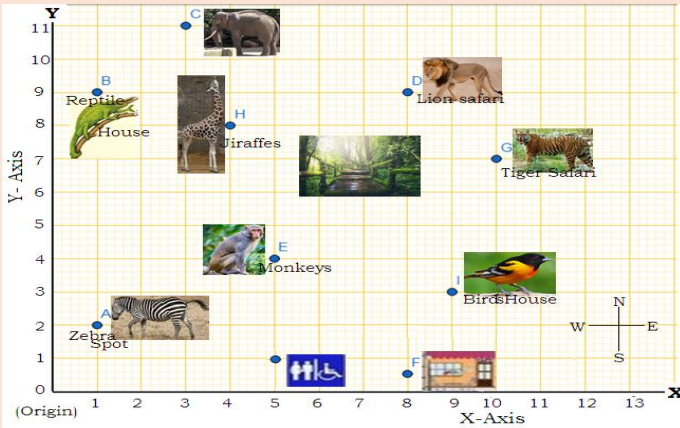 Y
C
11
10
B
D
9
Reptile
Lion safari
House
H
8
Jiraffes
G
7
Tiger Safari
Y- Axis
6
5
E
4
Monkeys
I
3
BirdsHouse
N
A
W E
2
Zebra
Spot
S
1
F
0
X
(Origin)
1 2 3 4 5 6 7 8 9 10 11 12 13
X-Axis